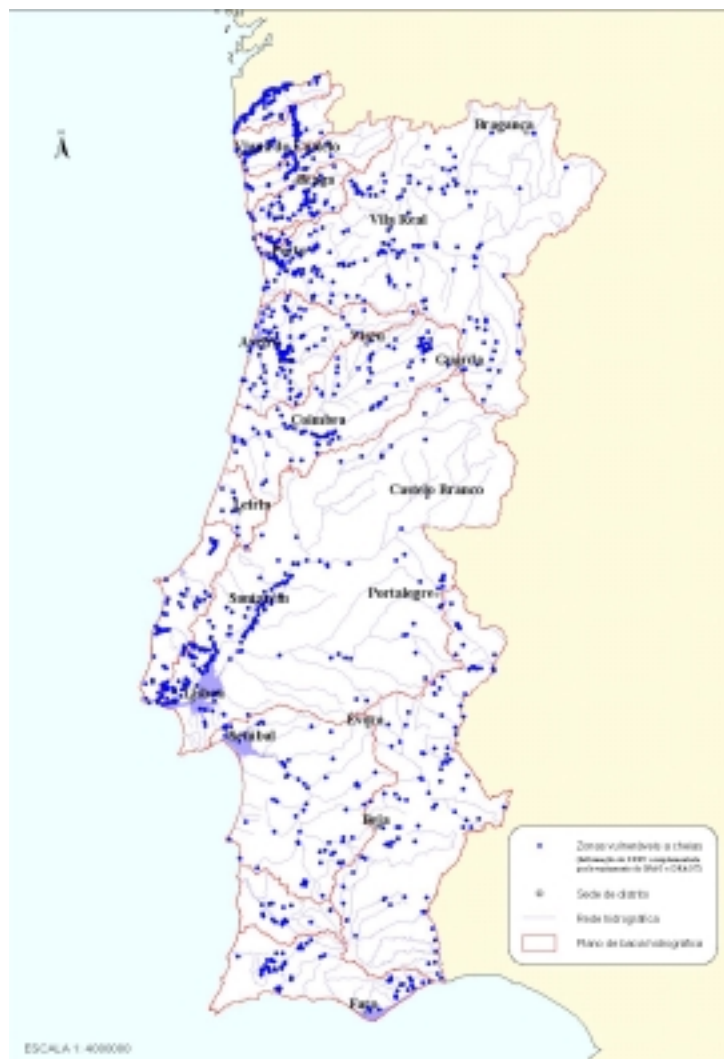 Bragança
Viana do Castelo
Braga
Vila Real
Porto
Aveiro
Viseu
Guarda
Coimbra
Castelo Branco
Leiria
Santarém
Portalegre
Lisboa
Évora
Setúbal
Beja
Faro
Zonas vulneráveis a cheias
Sede de distrito
Rede hidrográfica
Plano de bacia hidrográfica
ESCALA 1: 4000000